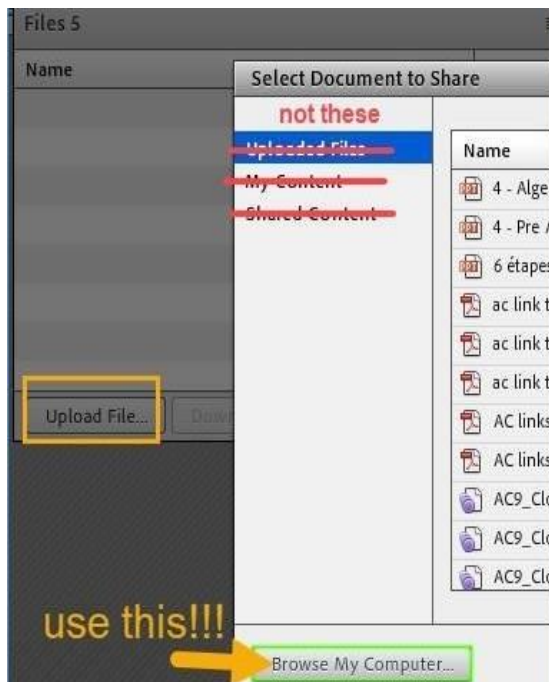 Files 5
Name
Select Document to Share
not these
Uploaded Files
My Content
Shared Content
Name
4 - Alge
4 - Pre
6 étapes
ac link t
ac link t
ac link t
AC links
AC links
AC9_Clo
AC9_Clo
AC9_Clo
Upload File...
Down
use this!!!
Browse My Computer...